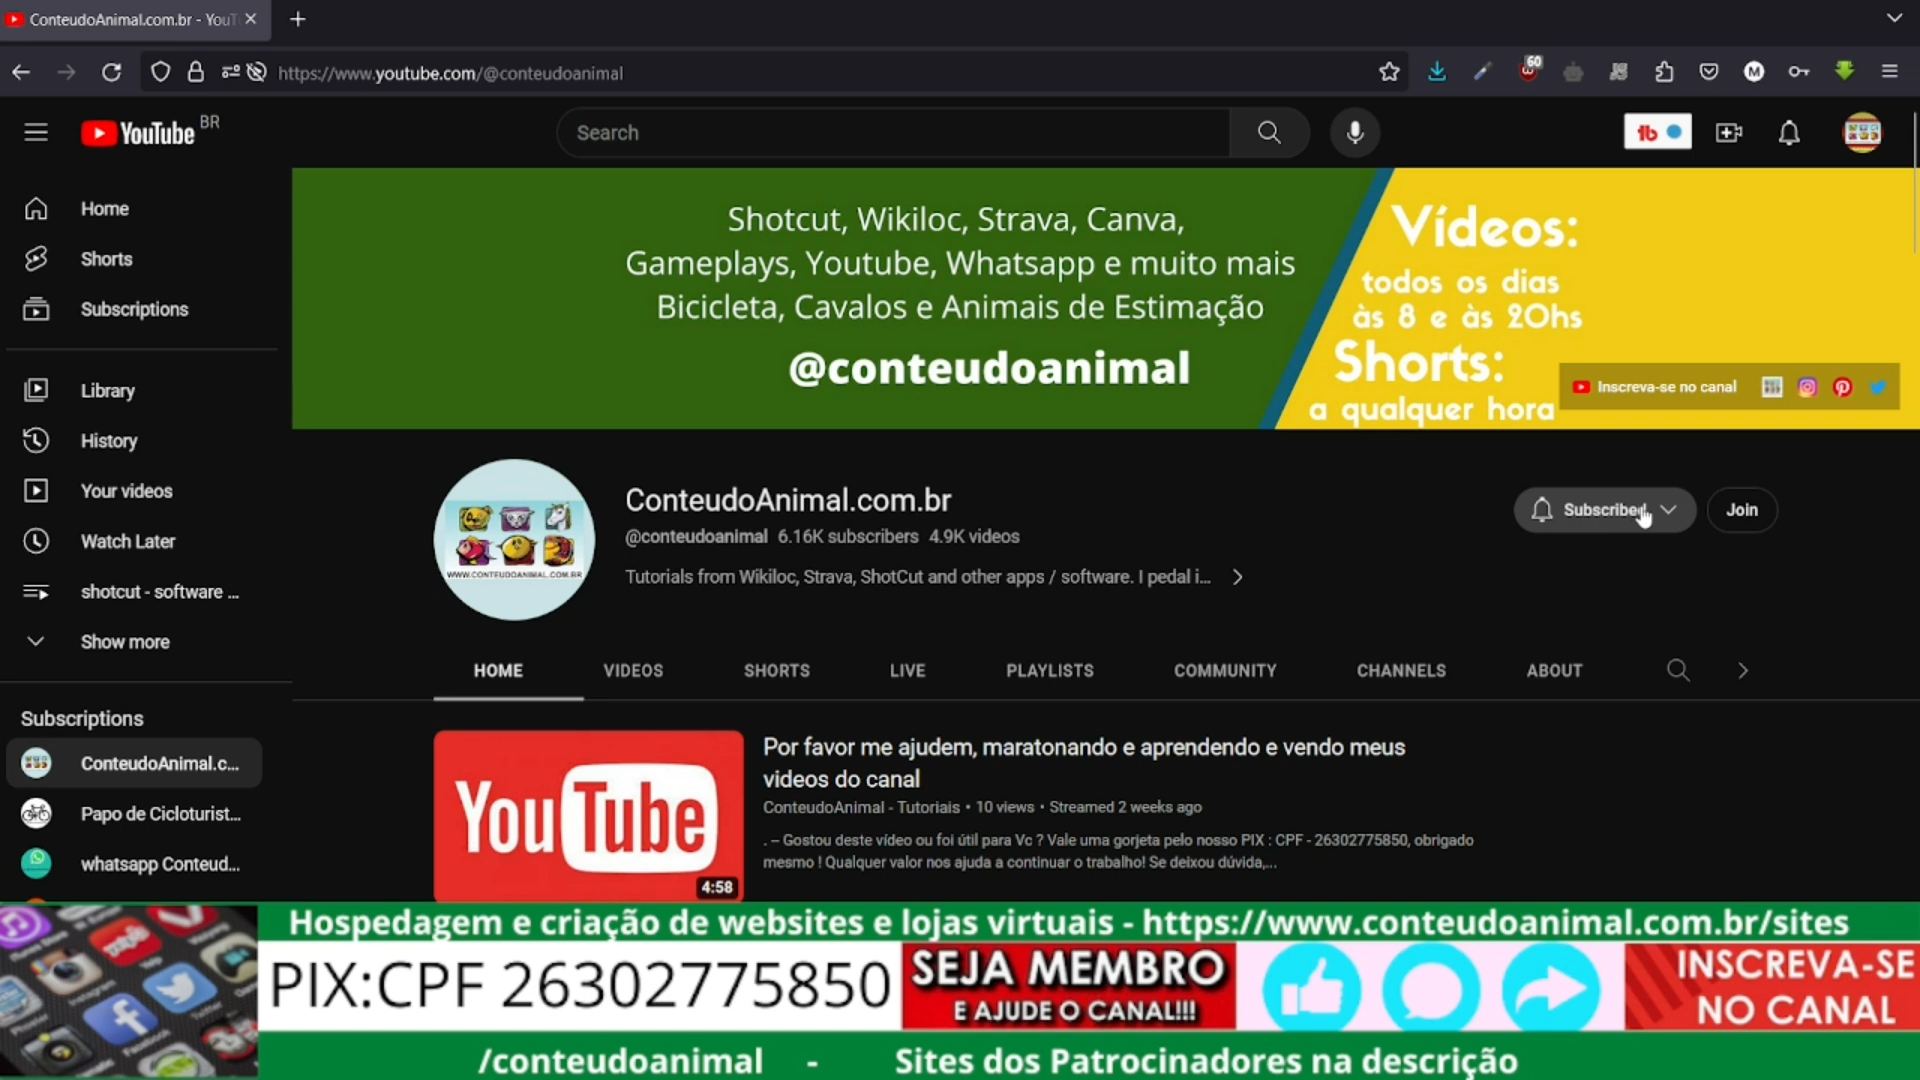 ConteudoAnimal.com.br - YouT
https://www.youtube.com/@conteudoanimal
60
M
YouTube BR
Search
Home
Shorts
Subscriptions
Library
History
Your videos
Watch Later
shotcut - software ...
Show more
Subscriptions
ConteudoAnimal.c...
Papo de Cicloturist...
whatsapp Conteud...
Shotcut, Wikiloc, Strava, Canva,
Gameplays, Youtube, Whatsapp e muito mais
Bicicleta, Cavalos e Animais de Estimação
@conteudoanimal
Vídeos:
todos os dias
às 8 e às 20hs
Shorts:
a qualquer hora
Inscreva-se no canal
WWW.CONTEUDOANIMAL.COM.BR
ConteudoAnimal.com.br
@conteudoanimal 6.16K subscribers 4.9K videos
Tutorials from Wikiloc, Strava, ShotCut and other apps / software. I pedal i...
Subscribed
Join
HOME VIDEOS SHORTS LIVE PLAYLISTS COMMUNITY CHANNELS ABOUT
YouTube
4:58
Por favor me ajudem, maratonando e aprendendo e vendo meus
videos do canal
ConteudoAnimal - Tutoriais • 10 views • Streamed 2 weeks ago
. – Gostou deste vídeo ou foi útil para Vc ? Vale uma gorjeta pelo nosso PIX : CPF - 26302775850, obrigado
mesmo ! Qualquer valor nos ajuda a continuar o trabalho! Se deixou dúvida,...
Hospedagem e criação de websites e lojas virtuais - https://www.conteudoanimal.com.br/sites
PIX:CPF 26302775850
SEJA MEMBRO
E AJUDE O CANAL!!!
INSCREVA-SE
NO CANAL
/conteudoanimal - Sites dos Patrocinadores na descrição